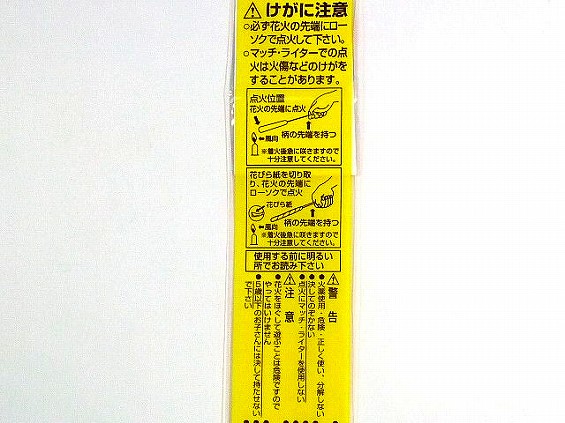 ⚠けがに注意
○必ず花火の先端にロー
ソクで点火して下さい。
○マッチ・ライターでの点
火は火傷などのけがを
することがあります。
点火位置
花火の先端に点火
風向
柄の先端を持つ
※着火後急に咲きますので
十分注意してください。
花びら紙を切り取
り、花火の先端に
ローソクで点火
花びら紙
風向
柄の先端を持つ
※着火後急に咲きますので
十分注意してください。
使用する前に明るい
所でお読み下さい
⚠警告
●火薬使用・危険・正しく使い、分解しない
●決してのぞかない
●点火にマッチ・ライターを使用しない
⚠注意
●花火をほぐして遊ぶことは危険ですので
やってはいけません
●5歳以下のお子さんには決して持たせない
で下さい